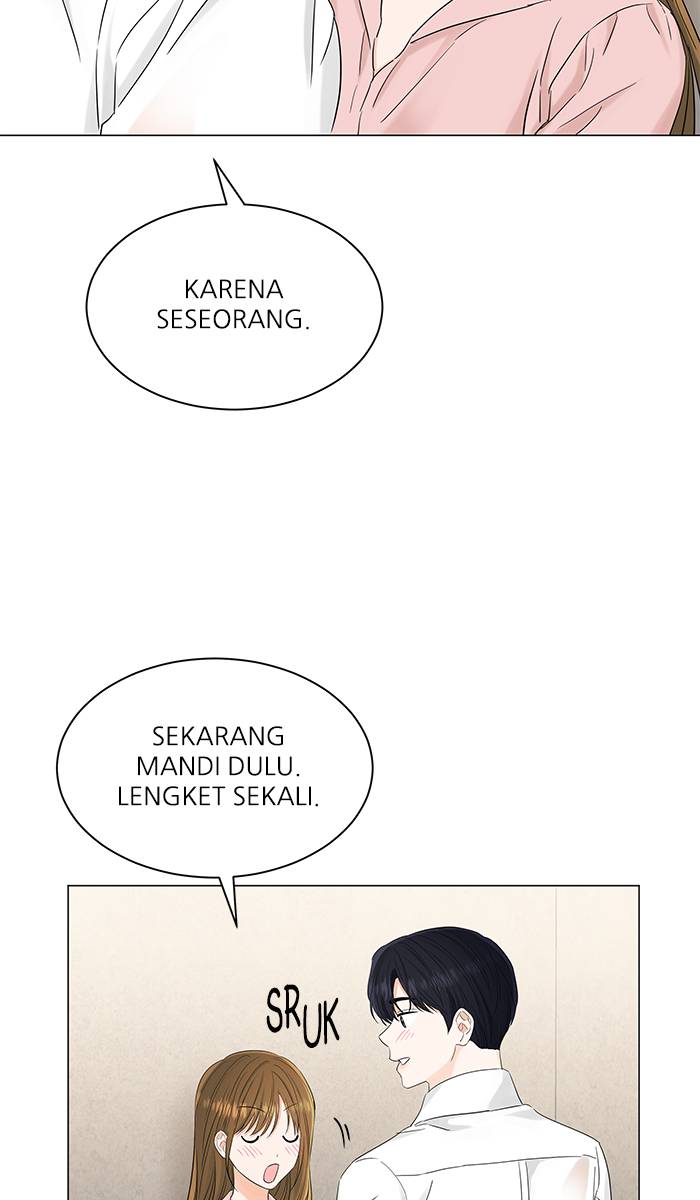 KARENA
SESEORANG.
SEKARANG
MANDI DULU.
LENGKET SEKALI.
SRUK